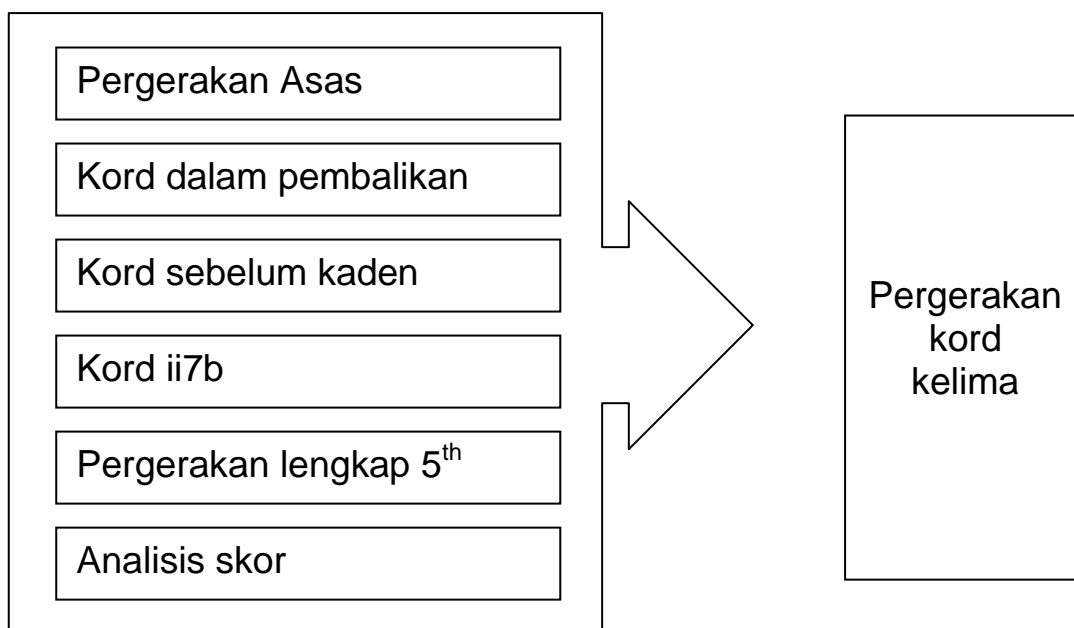 Pergerakan Asas
Kord dalam pembalikan
Kord sebelum kaden
Kord ii7b
Pergerakan lengkap 5th
Analisis skor
Pergerakan
kord
kelima